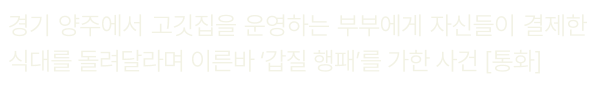 경기 양주에서 고깃집을 운영하는 부부에게 자신들이 결제한
식대를 돌려달라며 이른바 ‘갑질 행패’를 가한 사건 [통화]